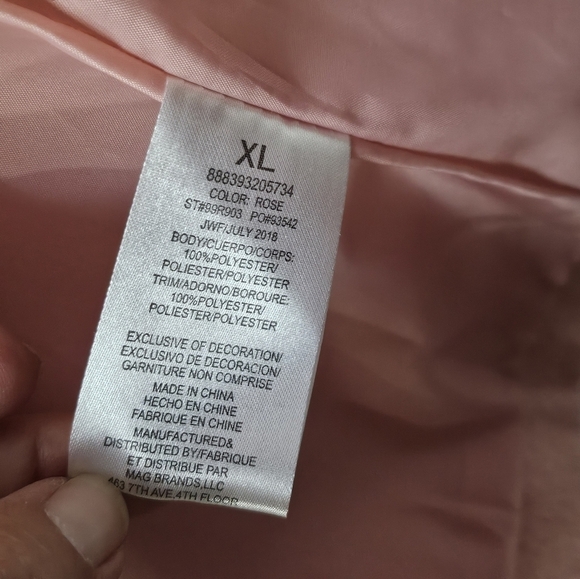 XL
888393205734
COLOR: ROSE
ST#99R903 PO#93542
JWF/JULY 2018
BODY/CUERPO/CORPS:
100%POLYESTER/
POLIESTER/POLYESTER
TRIM/ADORNO/BOROURE:
100%POLYESTER/
POLIESTER/POLYESTER
EXCLUSIVE OF DECORATION/
EXCLUSIVO DE DECORACION/
GARNITURE NON COMPRISE
MADE IN CHINA
HECHO EN CHINE
FABRIQUE EN CHINE
MANUFACTURED&
DISTRIBUTED BY/FABRIQUE
ET DISTRIBUE PAR
MAG BRANDS,LLC
463 7TH AVE,4TH FLOOR